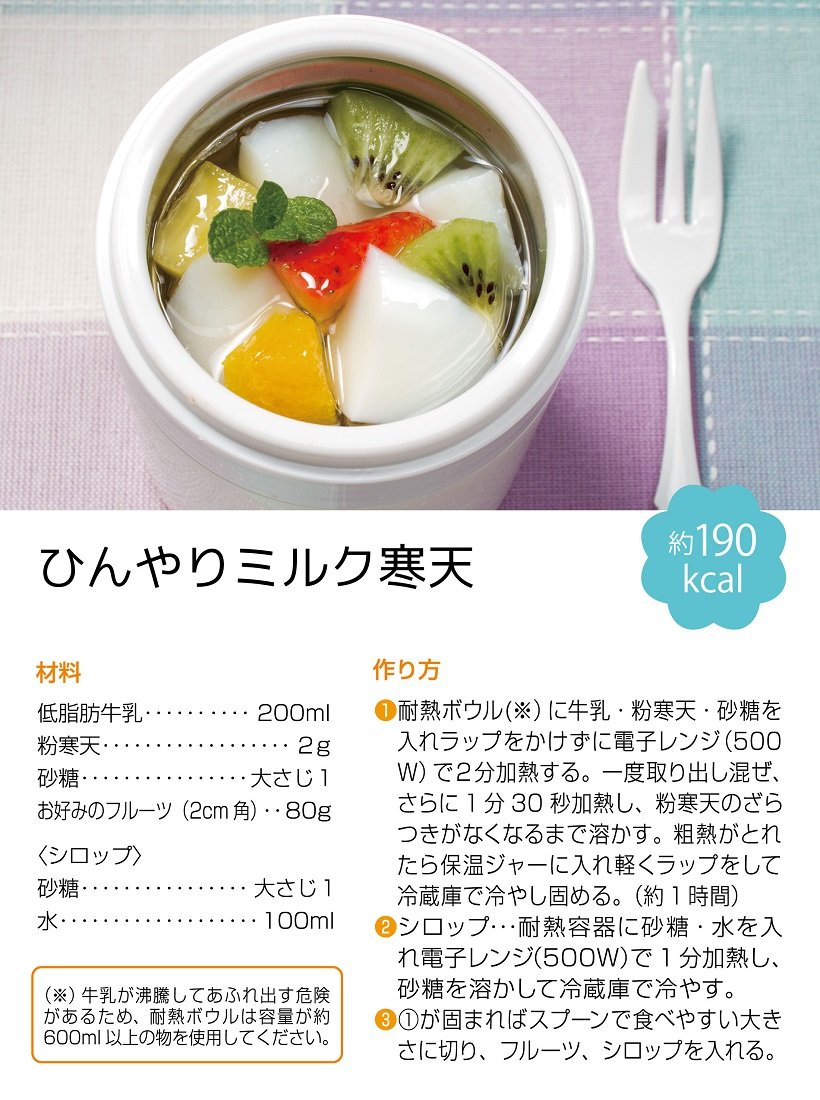 約190
kcal
ひんやりミルク寒天
材料
低脂肪牛乳‥‥‥‥‥ 200ml
粉寒天‥‥‥‥‥‥‥‥‥ 2g
砂糖‥‥‥‥‥‥‥‥大さじ1
お好みのフルーツ（2cm角）‥80g
〈シロップ〉
砂糖‥‥‥‥‥‥‥‥大さじ1
水‥‥‥‥‥‥‥‥‥‥100ml
（※）牛乳が沸騰してあふれ出す危険
があるため、耐熱ボウルは容量が約
600ml以上の物を使用してください。
作り方
❶耐熱ボウル(※)に牛乳・粉寒天・砂糖を
入れラップをかけずに電子レンジ（500
W）で2分加熱する。一度取り出し混ぜ、
さらに1分30秒加熱し、粉寒天のざら
つきがなくなるまで溶かす。粗熱がとれ
たら保温ジャーに入れ軽くラップをして
冷蔵庫で冷やし固める。（約1時間）
❷シロップ…耐熱容器に砂糖・水を入
れ電子レンジ(500W)で1分加熱し、
砂糖を溶かして冷蔵庫で冷やす。
❸①が固まればスプーンで食べやすい大き
さに切り、フルーツ、シロップを入れる。